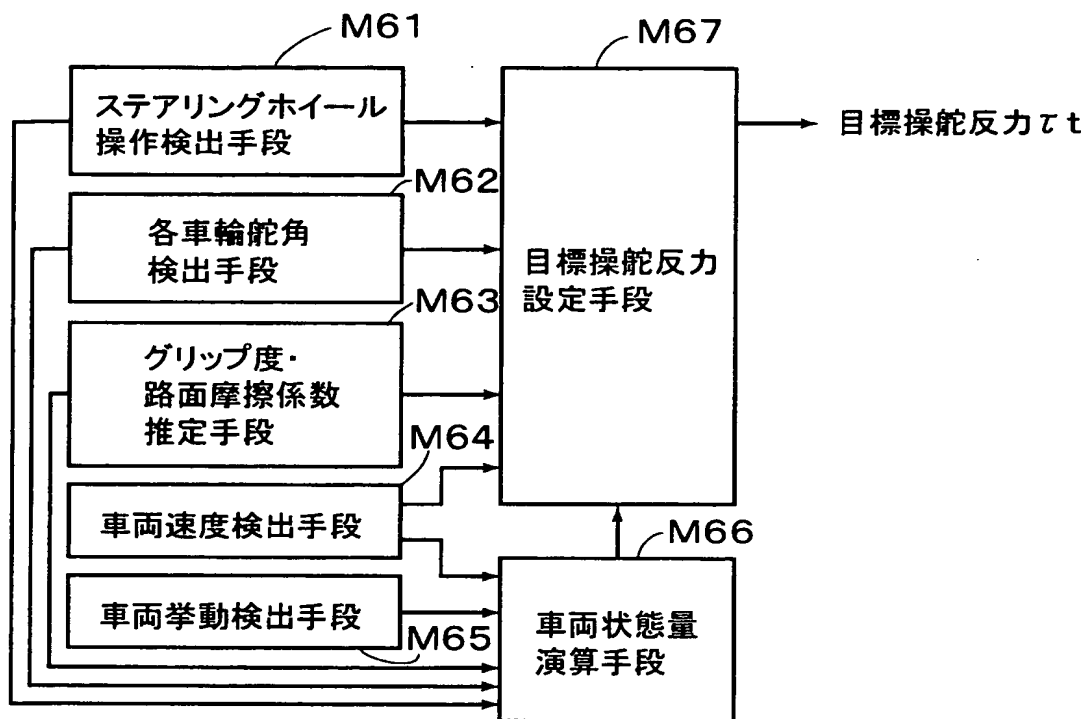 M61
M67
ステアリングホイール
操作検出手段
目標操舵反力τt
M62
各車輪舵角
検出手段
目標操舵反力
設定手段
M63
グリップ度・
路面摩擦係数
推定手段
M64
車両速度検出手段
M66
車両挙動検出手段
M65
車両状態量
演算手段